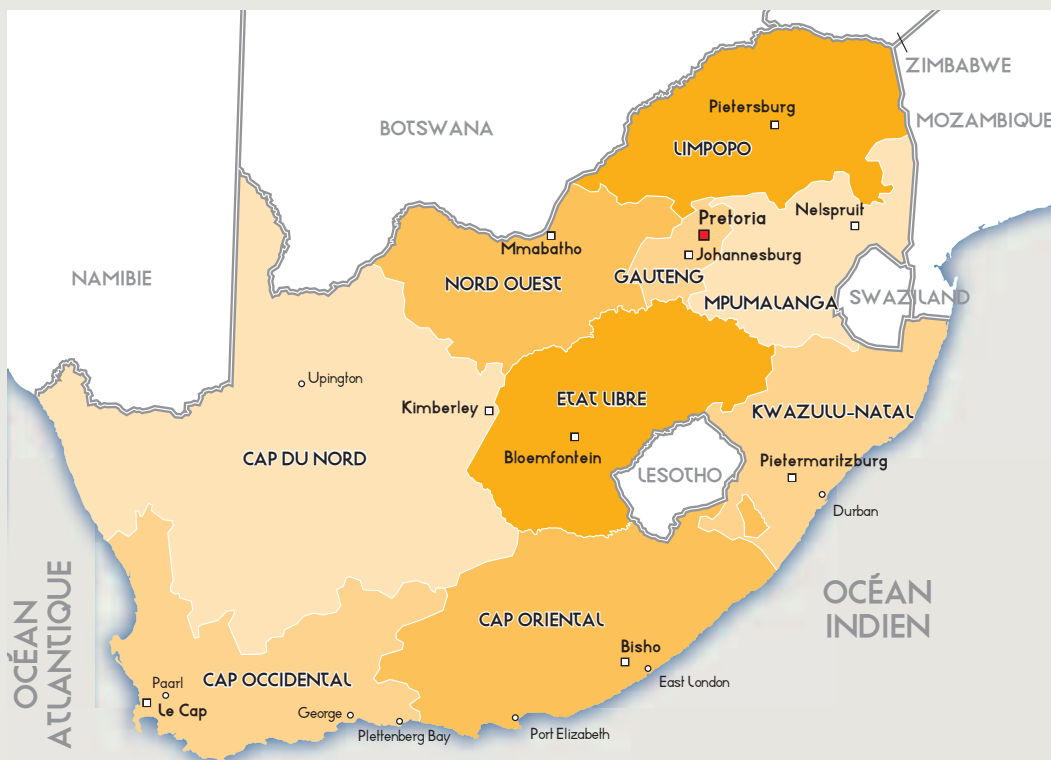 ZIMBABWE
MOZAMBIQUE
BOTSWANA
Pietersburg
LIMPOPO
Nelspruit
Pretoria
Mmabatho
Johannesburg
NAMIBIE
NORD OUEST
GAUTENG
MPUMALANGA
SWAZILAND
Upington
Kimberley
ETAT LIBRE
KWAZULU-NATAL
CAP DU NORD
Bloemfontein
LESOTHO
Pietermaritzburg
Durban
OCÉAN
ATLANTIQUE
OCÉAN
INDIEN
CAP ORIENTAL
Bisho
East London
CAP OCCIDENTAL
Paarl
Le Cap
George
Plettenberg Bay
Port Elizabeth